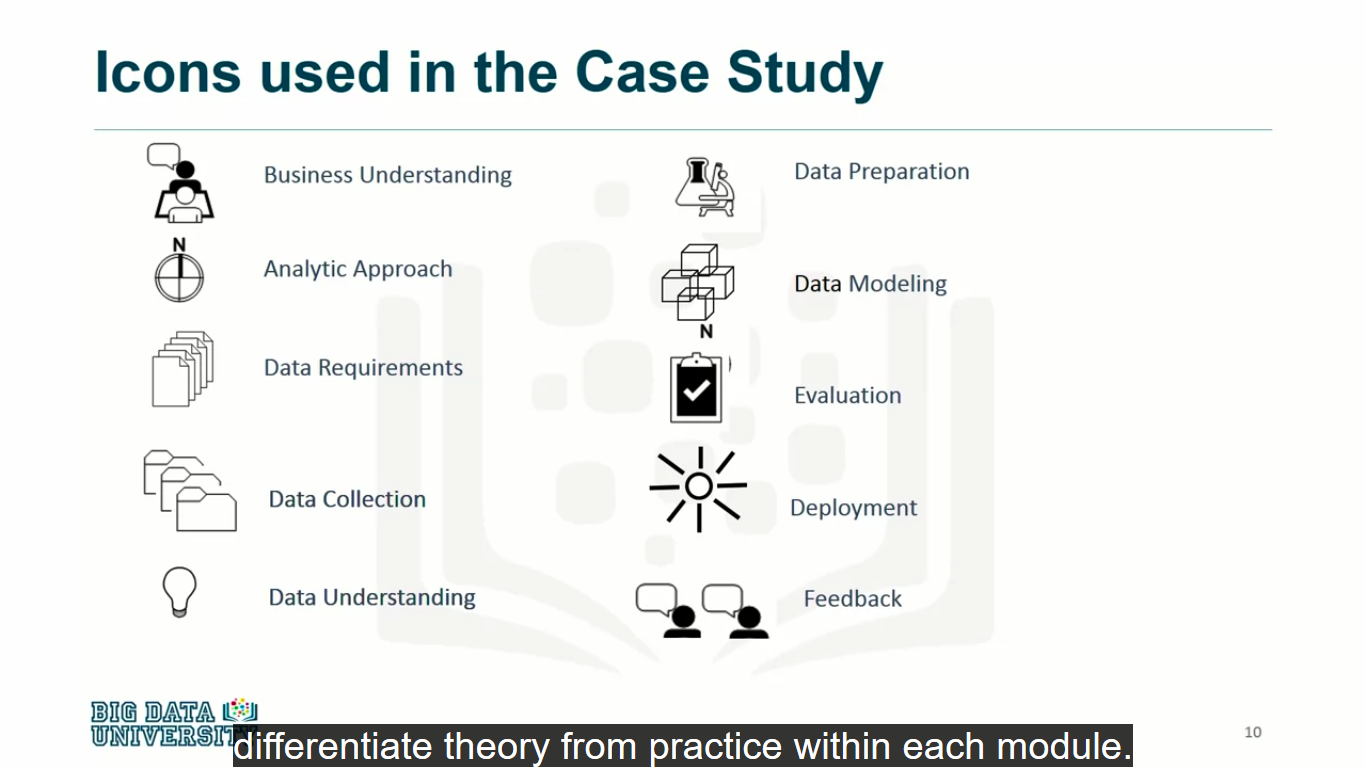 Icons used in the Case Study
Business Understanding
N
Analytic Approach
Data Requirements
Data Collection
Data Understanding
Data Preparation
Data Modeling
N
Evaluation
Deployment
Feedback
BIG DATA
UNIVERSIT
10
differentiate theory from practice within each module.